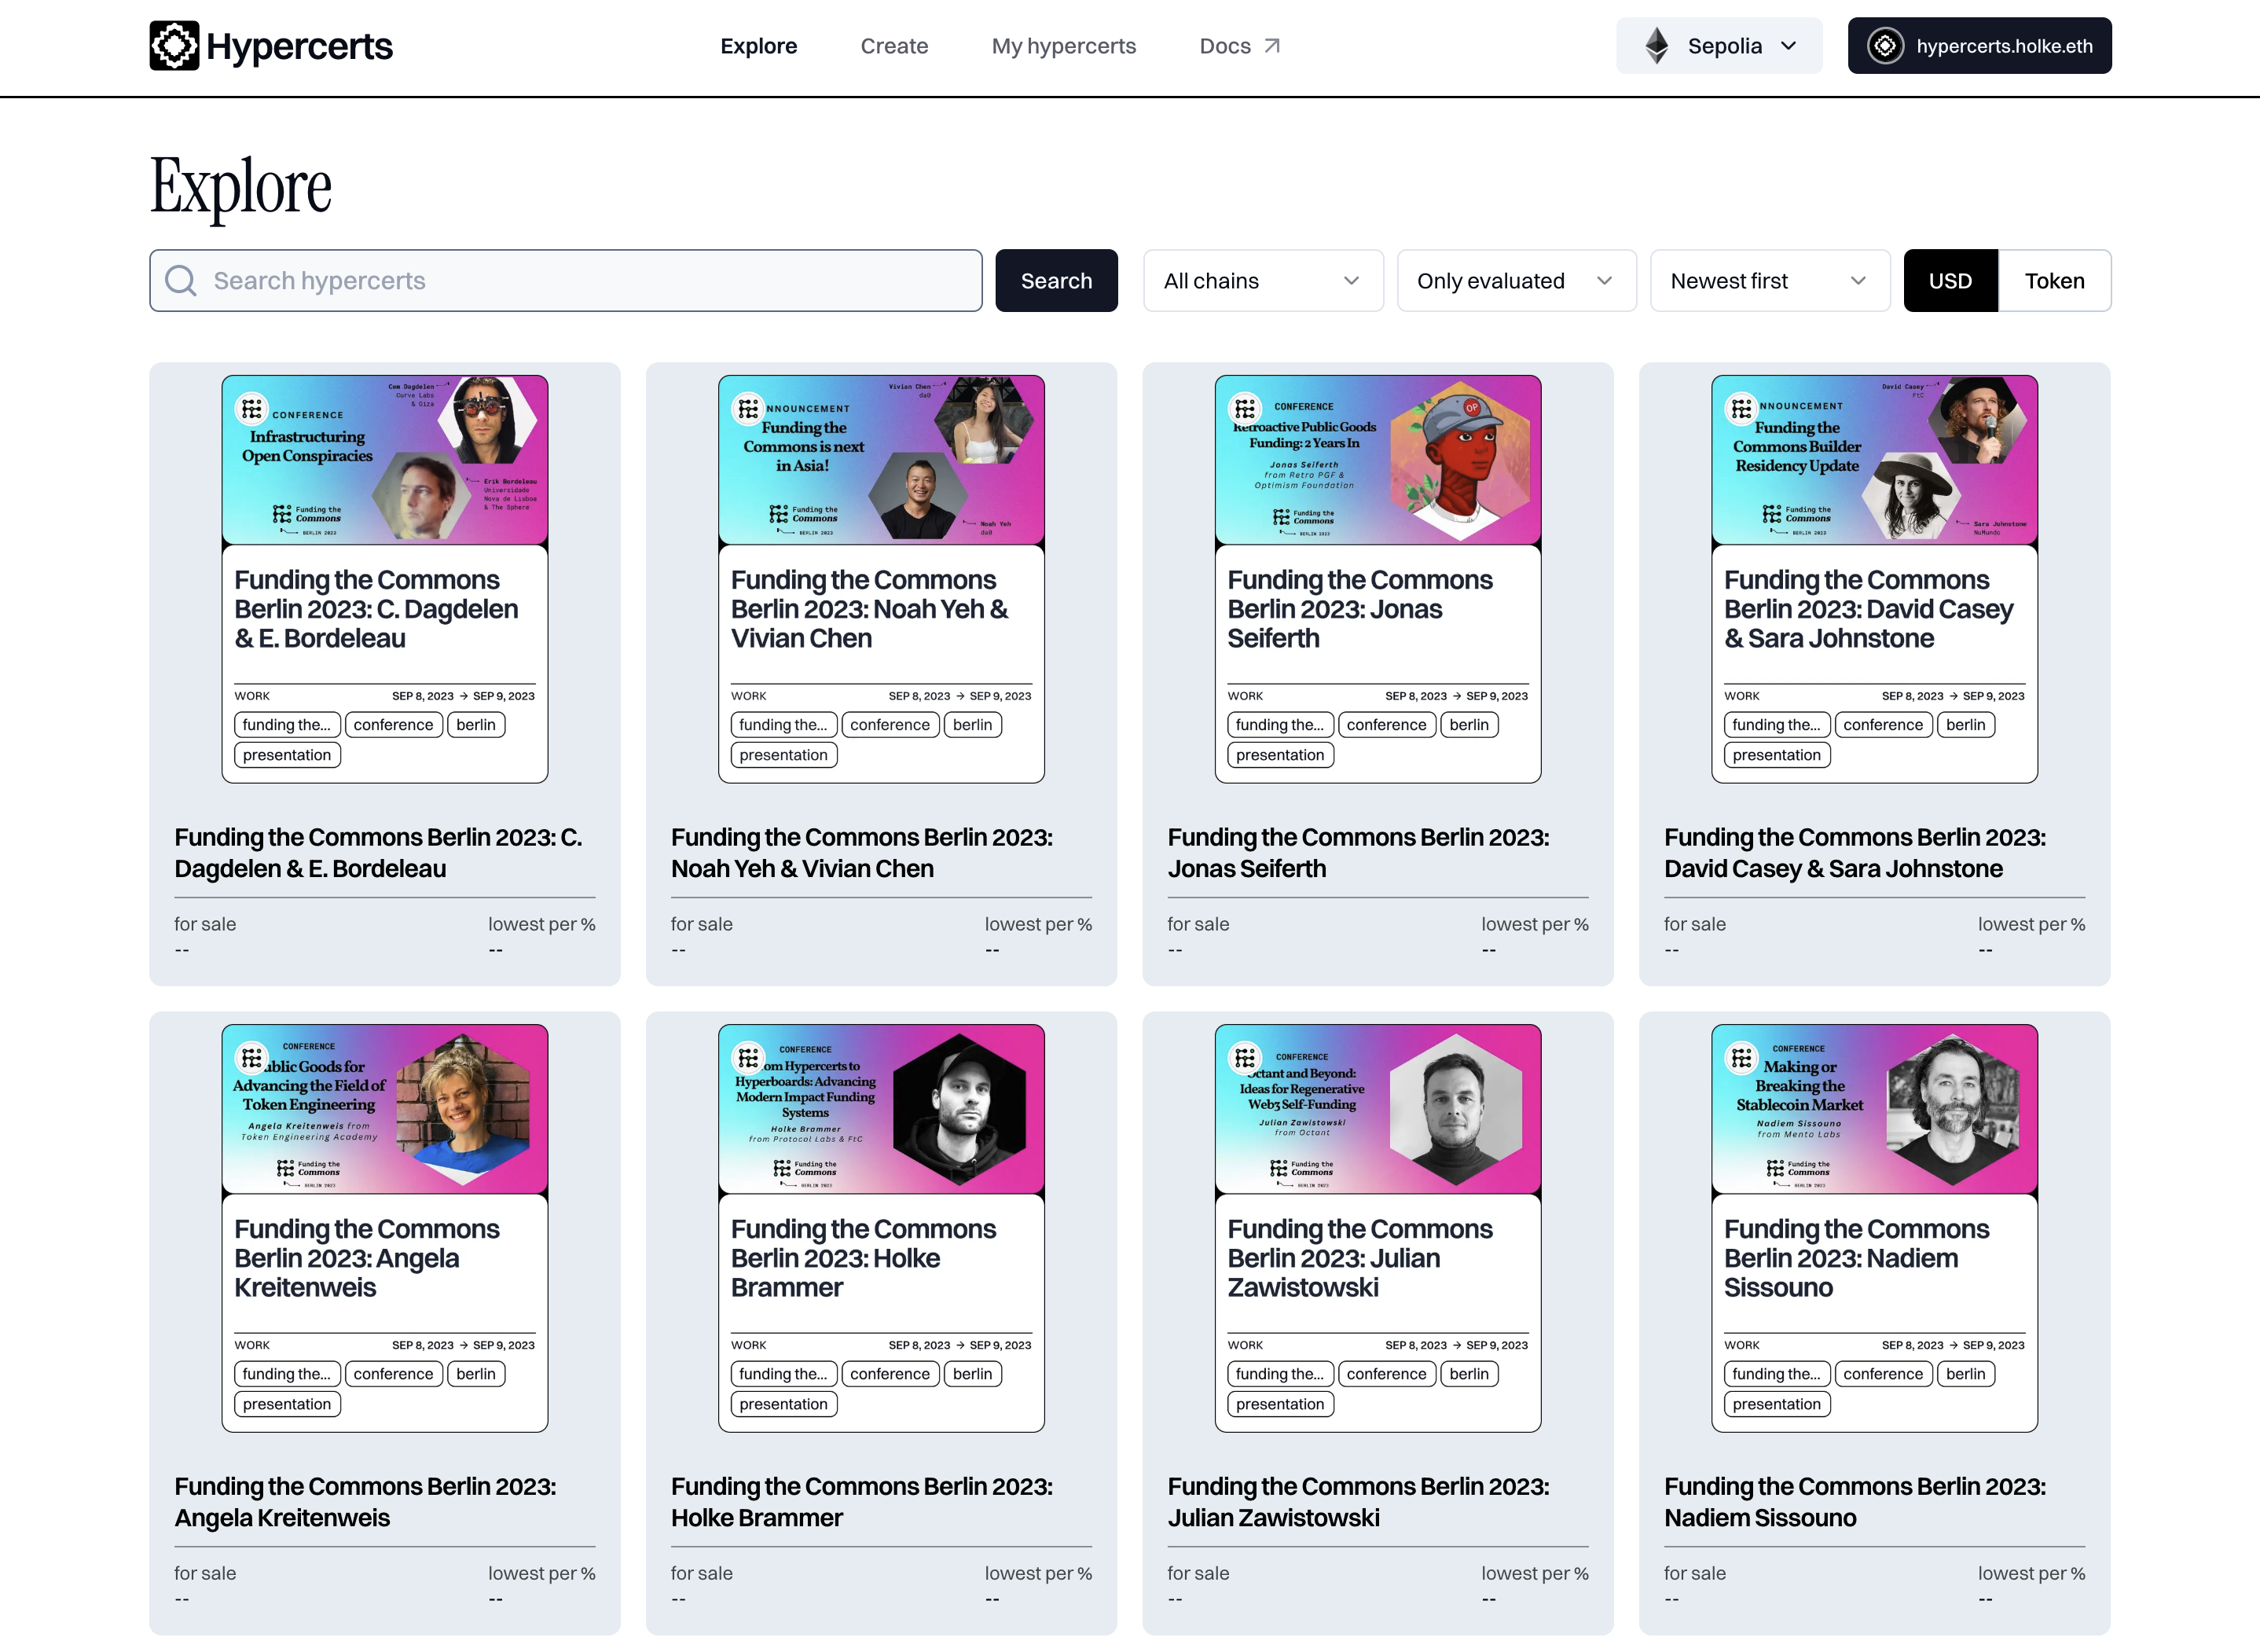 Hypercerts
Explore
Create
My hypercerts
Docs
Sepolia
hypercerts.holke.eth
Explore
Search hypercerts
Search
All chains
Only evaluated
Newest first
USD
Token
CONFERENCE
Infrastructuring
Open Conspiracies
Cem Dagdelen
Curve Labs
& Giza
Erik Bordeleau
Universidade
Nova de Lisboa
& The Sphere
Funding the
Commons
BERLIN 2023
Funding the Commons
Berlin 2023: C. Dagdelen
& E. Bordeleau
WORK
SEP 8, 2023 → SEP 9, 2023
funding the...
conference
berlin
presentation
Funding the Commons Berlin 2023: C.
Dagdelen & E. Bordeleau
for sale
lowest per %
--
--
NNOUNCEMENT
Funding the
Commons is next
in Asia!
Vivian Chen
da0
Noah Yeh
da0
Funding the
Commons
BERLIN 2023
Funding the Commons
Berlin 2023: Noah Yeh &
Vivian Chen
WORK
SEP 8, 2023 → SEP 9, 2023
funding the...
conference
berlin
presentation
Funding the Commons Berlin 2023:
Noah Yeh & Vivian Chen
for sale
lowest per %
--
--
CONFERENCE
Retroactive Public Goods
Funding: 2 Years In
Jonas Seiferth
from Retro PGF &
Optimism Foundation
OP
Funding the
Commons
BERLIN 2023
Funding the Commons
Berlin 2023: Jonas
Seiferth
WORK
SEP 8, 2023 → SEP 9, 2023
funding the...
conference
berlin
presentation
Funding the Commons Berlin 2023:
Jonas Seiferth
for sale
lowest per %
--
--
NNOUNCEMENT
Funding the
Commons Builder
Residency Update
David Casey
FtC
Sara Johnstone
NuMundo
Funding the
Commons
BERLIN 2023
Funding the Commons
Berlin 2023: David Casey
& Sara Johnstone
WORK
SEP 8, 2023 → SEP 9, 2023
funding the...
conference
berlin
presentation
Funding the Commons Berlin 2023:
David Casey & Sara Johnstone
for sale
lowest per %
--
--
CONFERENCE
ublic Goods for
Advancing the Field of
Token Engineering
Angela Kreitenweis from
Token Engineering Academy
Funding the
Commons
BERLIN 2023
Funding the Commons
Berlin 2023: Angela
Kreitenweis
WORK
SEP 8, 2023 → SEP 9, 2023
funding the...
conference
berlin
presentation
Funding the Commons Berlin 2023:
Angela Kreitenweis
for sale
lowest per %
--
--
CONFERENCE
om Hypercerts to
Hyperboards: Advancing
Modern Impact Funding
Systems
Holke Brammer
from Protocol Labs & FtC
Funding the
Commons
BERLIN 2023
Funding the Commons
Berlin 2023: Holke
Brammer
WORK
SEP 8, 2023 → SEP 9, 2023
funding the...
conference
berlin
presentation
Funding the Commons Berlin 2023:
Holke Brammer
for sale
lowest per %
--
--
CONFERENCE
Octant and Beyond:
Ideas for Regenerative
Web3 Self-Funding
Julian Zawistowski
from Octant
Funding the
Commons
BERLIN 2023
Funding the Commons
Berlin 2023: Julian
Zawistowski
WORK
SEP 8, 2023 → SEP 9, 2023
funding the...
conference
berlin
presentation
Funding the Commons Berlin 2023:
Julian Zawistowski
for sale
lowest per %
--
--
CONFERENCE
Making or
Breaking the
Stablecoin Market
Nadiem Sissouno
from Mento Labs
Funding the
Commons
BERLIN 2023
Funding the Commons
Berlin 2023: Nadiem
Sissouno
WORK
SEP 8, 2023 → SEP 9, 2023
funding the...
conference
berlin
presentation
Funding the Commons Berlin 2023:
Nadiem Sissouno
for sale
lowest per %
--
--